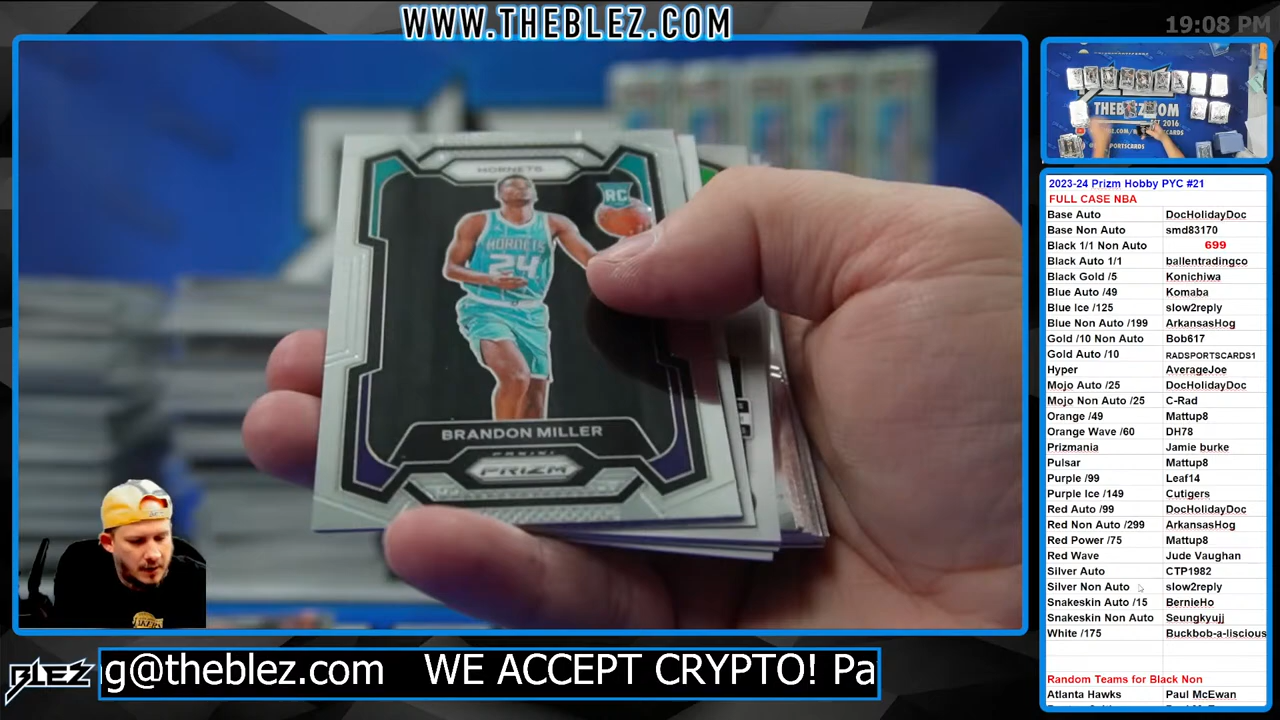 WWW.THEBLEZ.COM
19:08 PM
HORNETS
RC
HORNETS
24
BRANDON MILLER
PANINI
PRIZM
THEBLEZ.COM
EST 2016
2023-24 Prizm Hobby PYC #21
FULL CASE NBA
Base Auto DocHolidayDoc
Base Non Auto smd83170
Black 1/1 Non Auto 699
Black Auto 1/1 ballentradingco
Black Gold /5 Konichiwa
Blue Auto /49 Komaba
Blue Ice /125 slow2reply
Blue Non Auto /199 ArkansasHog
Gold /10 Non Auto Bob617
Gold Auto /10 RADSPORTSCARDS1
Hyper AverageJoe
Mojo Auto /25 DocHolidayDoc
Mojo Non Auto /25 C-Rad
Orange /49 Mattup8
Orange Wave /60 DH78
Prizmania Jamie burke
Pulsar Mattup8
Purple /99 Leaf14
Purple Ice /149 Cutigers
Red Auto /99 DocHolidayDoc
Red Non Auto /299 ArkansasHog
Red Power /75 Mattup8
Red Wave Jude Vaughan
Silver Auto CTP1982
Silver Non Auto slow2reply
Snakeskin Auto /15 BernieHo
Snakeskin Non Auto Seungkyujj
White /175 Buckbob-a-liscious
Random Teams for Black Non
Atlanta Hawks Paul McEwan
BLEZ
g@theblez.com WE ACCEPT CRYPTO! Pa